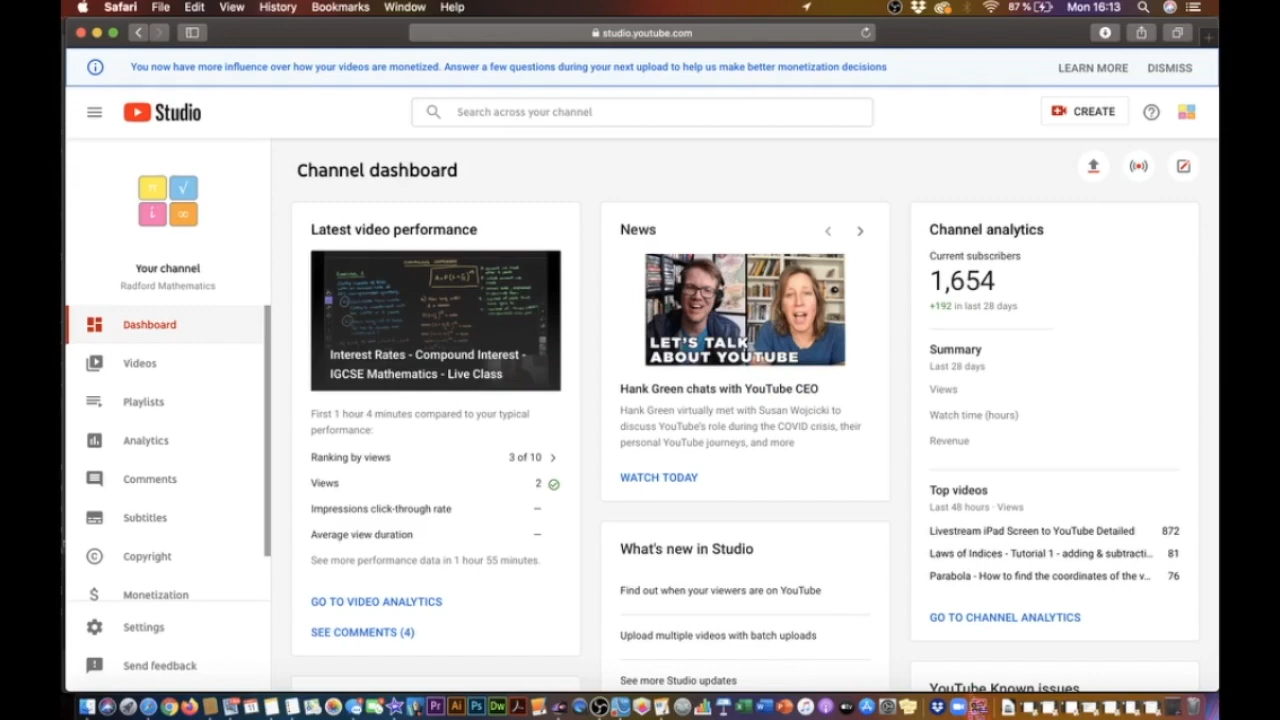 Safari File Edit View History Bookmarks Window Help 87% Mon 16:13
studio.youtube.com
You now have more influence over how your videos are monetized. Answer a few questions during your next upload to help us make better monetization decisions LEARN MORE DISMISS
Studio
Search across your channel
CREATE
Your channel
Radford Mathematics
Dashboard
Videos
Playlists
Analytics
Comments
Subtitles
Copyright
Monetization
Settings
Send feedback
Channel dashboard
Latest video performance
Interest Rates - Compound Interest -
IGCSE Mathematics - Live Class
First 1 hour 4 minutes compared to your typical
performance:
Ranking by views 3 of 10
Views 2
Impressions click-through rate –
Average view duration –
See more performance data in 1 hour 55 minutes.
GO TO VIDEO ANALYTICS
SEE COMMENTS (4)
News
LET'S TALK
ABOUT YOUTUBE
Hank Green chats with YouTube CEO
Hank Green virtually met with Susan Wojcicki to
discuss YouTube's role during the COVID crisis, their
personal YouTube journeys, and more
WATCH TODAY
What's new in Studio
Find out when your viewers are on YouTube
Upload multiple videos with batch uploads
See more Studio updates
Channel analytics
Current subscribers
1,654
+192 in last 28 days
Summary
Last 28 days
Views
Watch time (hours)
Revenue
Top videos
Last 48 hours · Views
Livestream iPad Screen to YouTube Detailed 872
Laws of Indices - Tutorial 1 - adding & subtracti... 81
Parabola - How to find the coordinates of the v... 76
GO TO CHANNEL ANALYTICS
YouTube Known issues